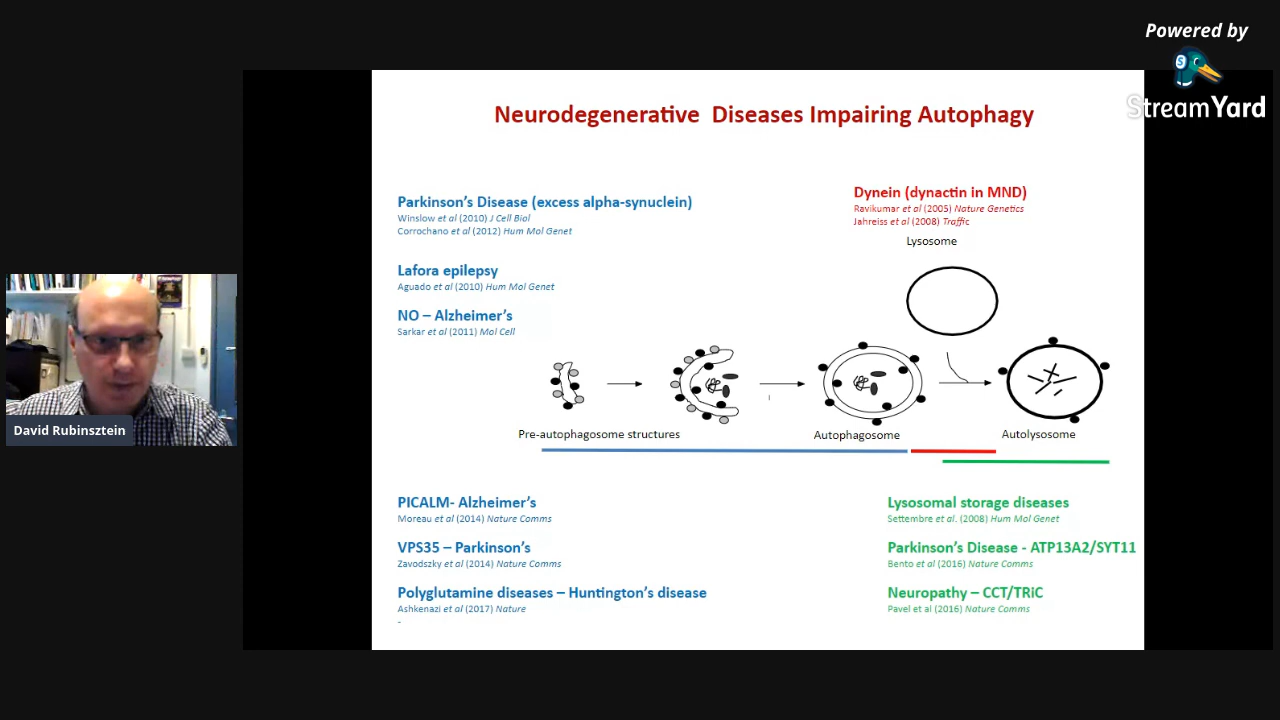 Powered by
StreamYard
Neurodegenerative Diseases Impairing Autophagy
Parkinson's Disease (excess alpha-synuclein)
Winslow et al (2010) J Cell Biol
Corrochano et al (2012) Hum Mol Genet
Lafora epilepsy
Aguado et al (2010) Hum Mol Genet
NO – Alzheimer's
Sarkar et al (2011) Mol Cell
Dynein (dynactin in MND)
Ravikumar et al (2005) Nature Genetics
Jahreiss et al (2008) Traffic
Lysosome
Pre-autophagosome structures
Autophagosome
Autolysosome
PICALM- Alzheimer's
Moreau et al (2014) Nature Comms
VPS35 – Parkinson's
Zavodszky et al (2014) Nature Comms
Polyglutamine diseases – Huntington's disease
Ashkenazi et al (2017) Nature
-
Lysosomal storage diseases
Settembre et al. (2008) Hum Mol Genet
Parkinson's Disease - ATP13A2/SYT11
Bento et al (2016) Nature Comms
Neuropathy – CCT/TRiC
Pavel et al (2016) Nature Comms
David Rubinsztein